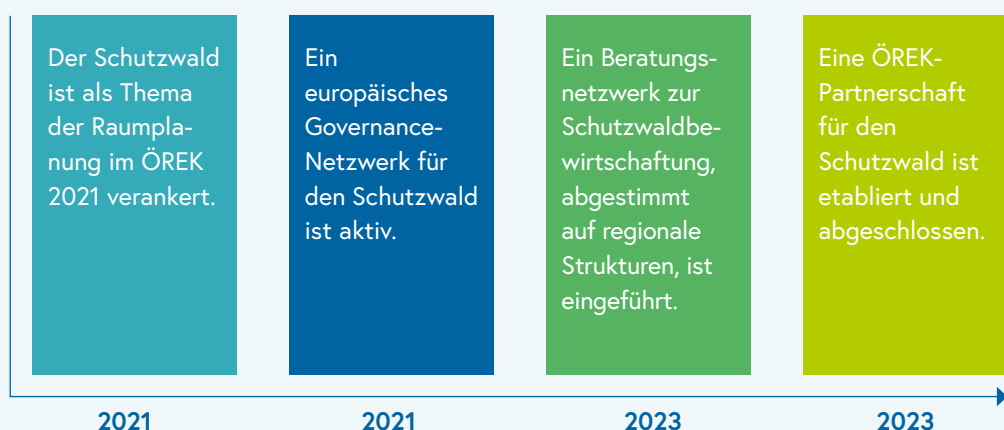 Der Schutzwald
ist als Thema
der Raumpla-
nung im ÖREK
2021 verankert.
Ein
europäisches
Governance-
Netzwerk für
den Schutzwald
ist aktiv.
Ein Beratungs-
netzwerk zur
Schutzwaldbe-
wirtschaftung,
abgestimmt
auf regionale
Strukturen, ist
eingeführt.
Eine ÖREK-
Partnerschaft
für den
Schutzwald ist
etabliert und
abgeschlossen.
2021
2021
2023
2023